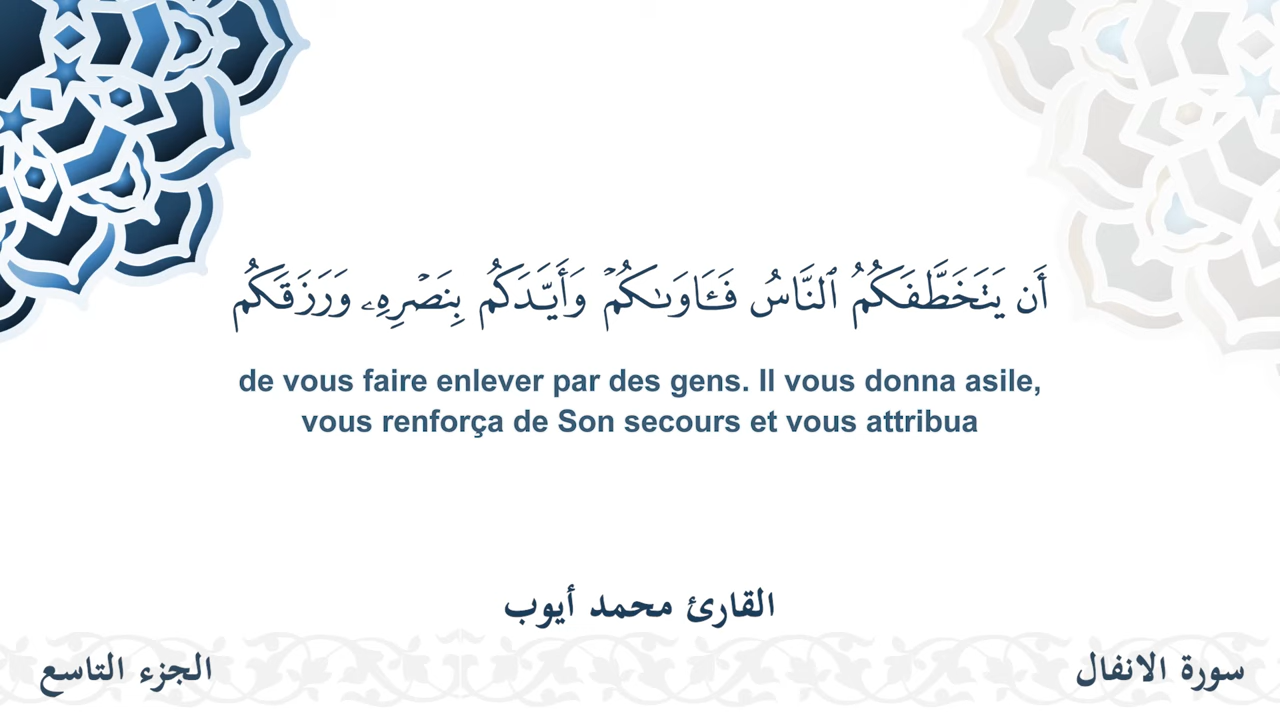 أَن يَتَخَطَّفَكُمُ ٱلنَّاسُ فَـَٔاوَىٰكُمۡ وَأَيَّدَكُم بِنَصۡرِهِۦ وَرَزَقَكُم
de vous faire enlever par des gens. Il vous donna asile,
vous renforça de Son secours et vous attribua
القارئ محمد أيوب
سورة الانفال
الجزء التاسع